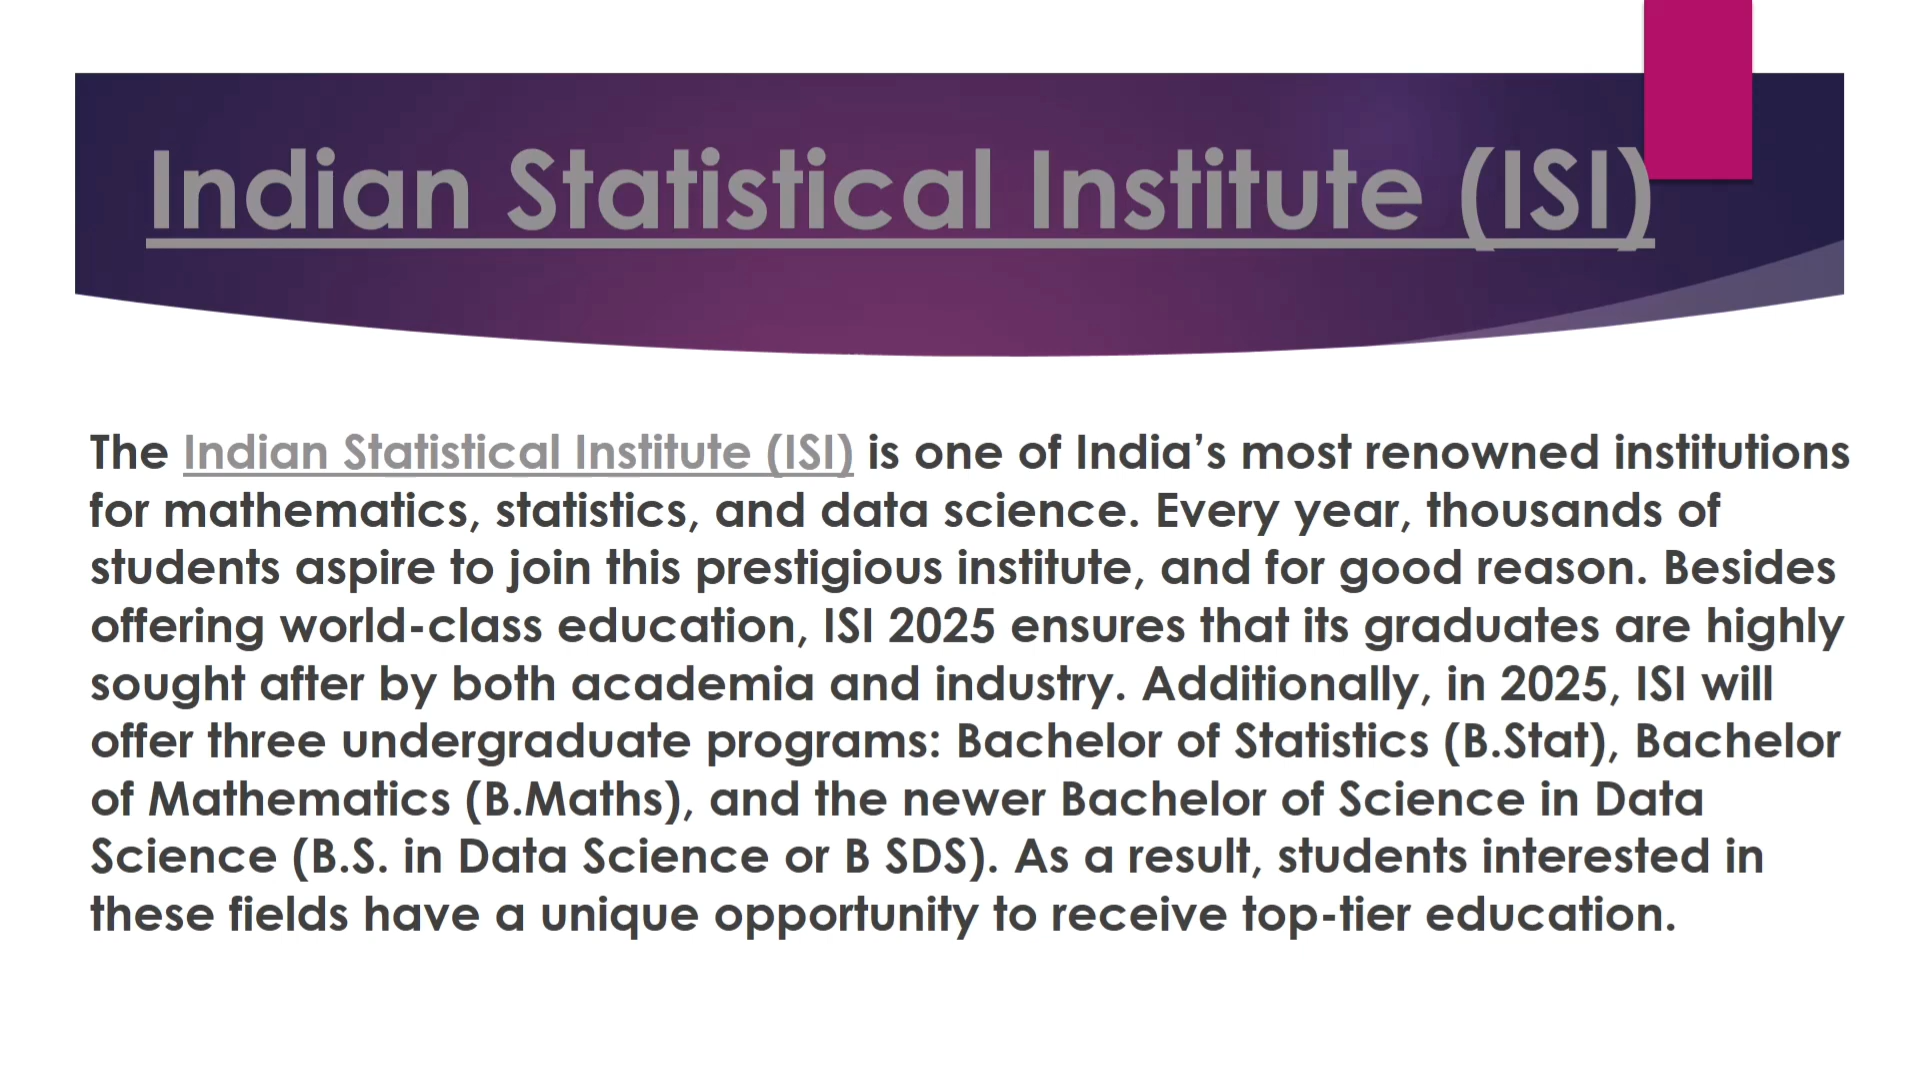 Indian Statistical Institute (ISI)
The Indian Statistical Institute (ISI) is one of India’s most renowned institutions
for mathematics, statistics, and data science. Every year, thousands of
students aspire to join this prestigious institute, and for good reason. Besides
offering world-class education, ISI 2025 ensures that its graduates are highly
sought after by both academia and industry. Additionally, in 2025, ISI will
offer three undergraduate programs: Bachelor of Statistics (B.Stat), Bachelor
of Mathematics (B.Maths), and the newer Bachelor of Science in Data
Science (B.S. in Data Science or B SDS). As a result, students interested in
these fields have a unique opportunity to receive top-tier education.